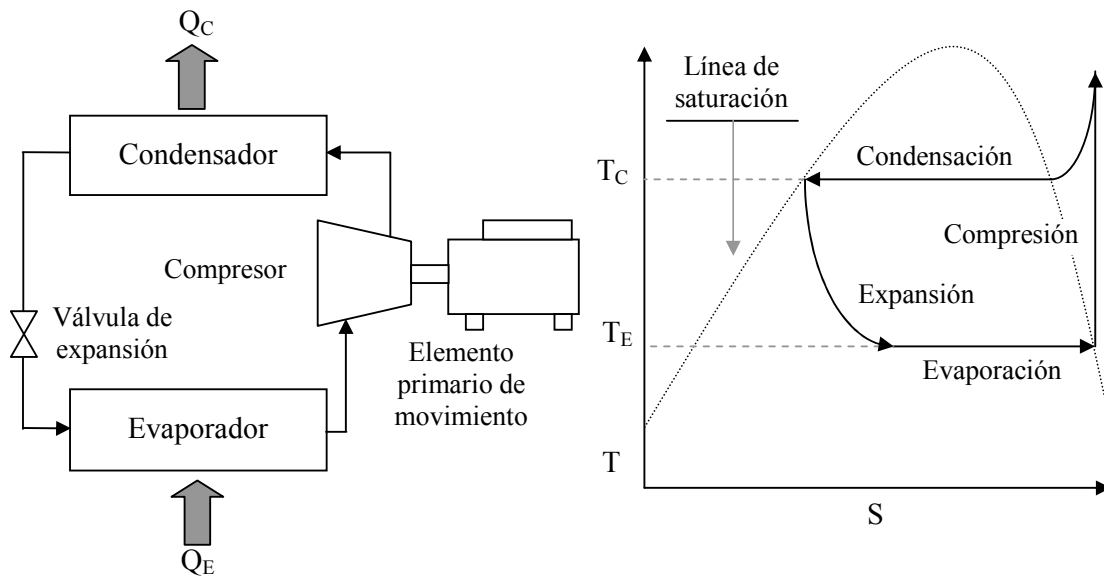 Q_C
Condensador
Compresor
Válvula de
expansión
Elemento
primario de
movimiento
Evaporador
Q_E
Línea de
saturación
T_C
Condensación
Compresión
Expansión
T_E
Evaporación
T
S